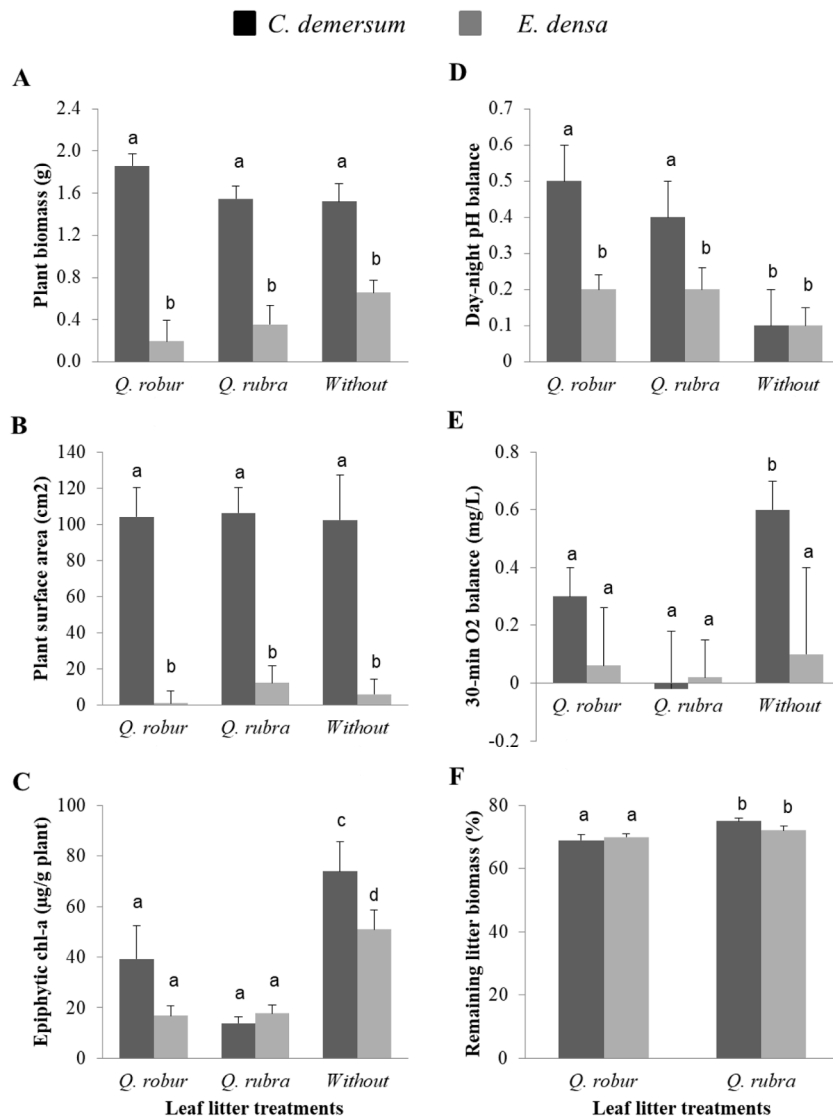 C. demersum E. densa
A
Plant biomass (g)
2.4
2.0
1.6
1.2
0.8
0.4
0.0
a
b
a
b
a
b
Q. robur Q. rubra Without
B
Plant surface area (cm2)
140
120
100
80
60
40
20
0
a
b
a
b
a
b
Q. robur Q. rubra Without
C
Epiphytic chl-a (µg/g plant)
100
80
60
40
20
0
a
a
a
a
c
d
Q. robur Q. rubra Without
Leaf litter treatments
D
Day-night pH balance
0.7
0.6
0.5
0.4
0.3
0.2
0.1
0
a
b
a
b
b
b
Q. robur Q. rubra Without
E
30-min O2 balance (mg/L)
0.8
0.6
0.4
0.2
0
-0.2
a
a
a
a
b
a
Q. robur Q. rubra Without
F
Remaining litter biomass (%)
80
60
40
20
0
a
a
b
b
Q. robur Q. rubra
Leaf litter treatments